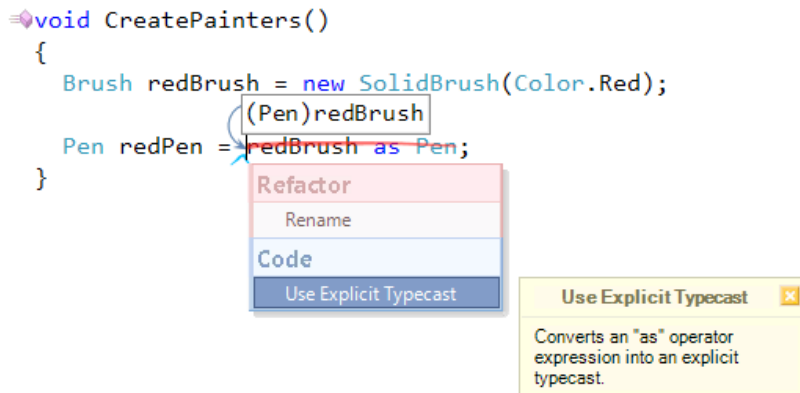 void CreatePainters()
{
Brush redBrush = new SolidBrush(Color.Red);
(Pen)redBrush
Pen redPen = redBrush as Pen;
}
Refactor
Rename
Code
Use Explicit Typecast
Use Explicit Typecast
Converts an "as" operator
expression into an explicit
typecast.